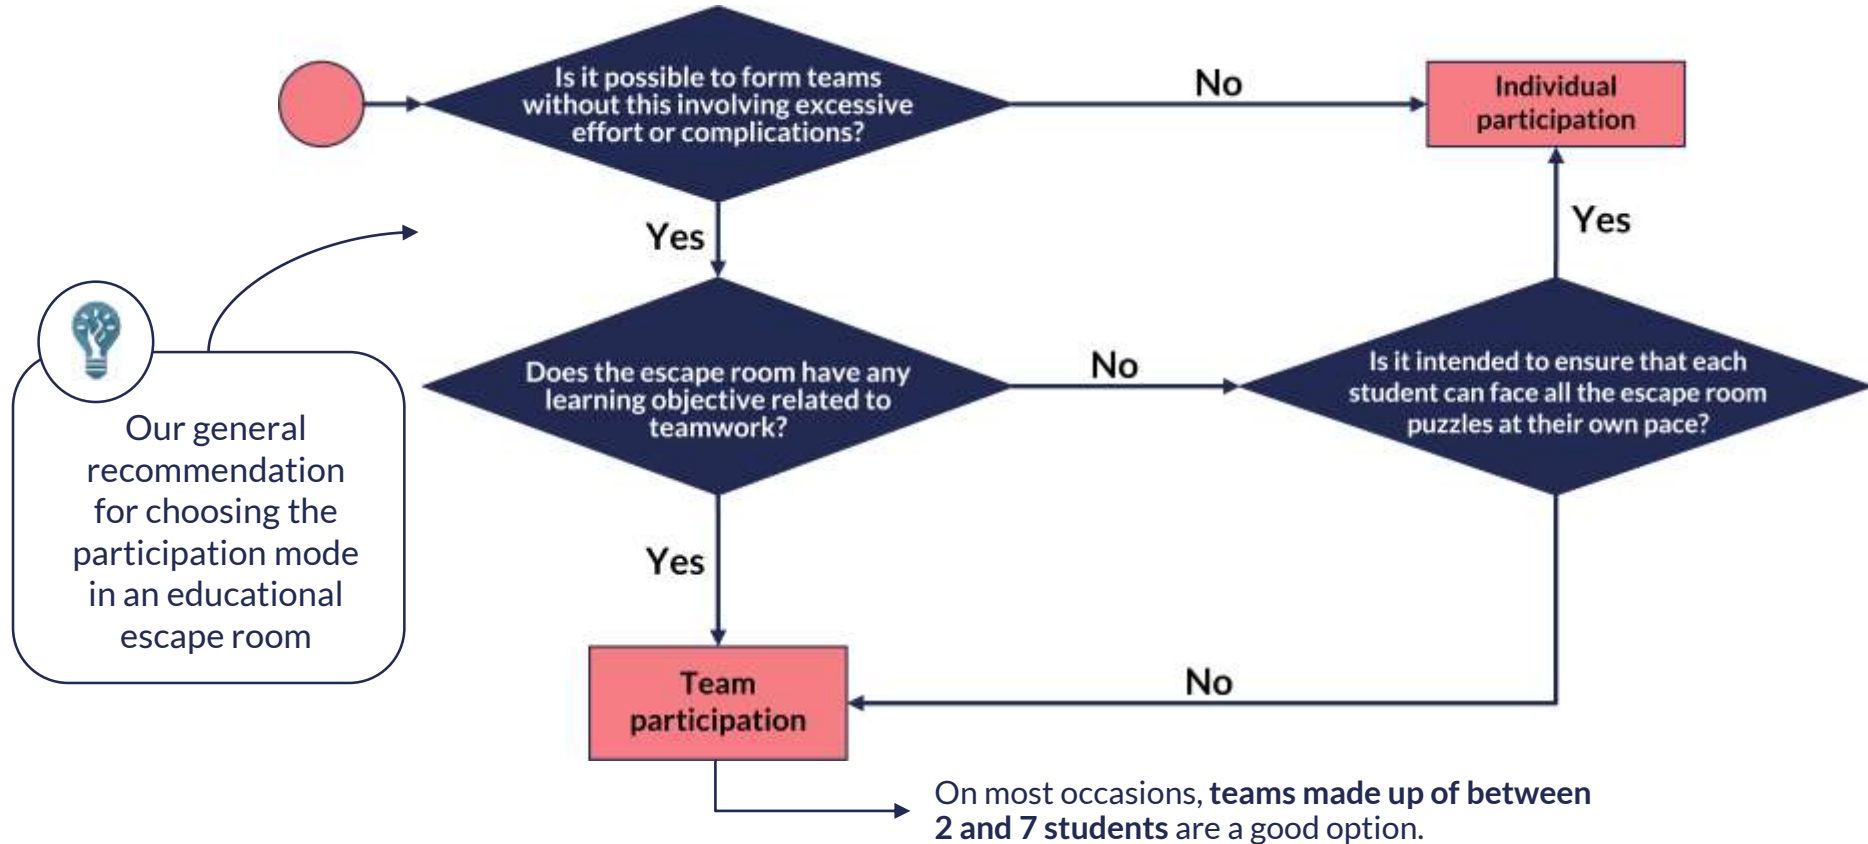 Is it possible to form teams
without this involving excessive
effort or complications?
No
Individual
participation
Yes
Yes
Does the escape room have any
learning objective related to
teamwork?
No
Is it intended to ensure that each
student can face all the escape room
puzzles at their own pace?
Our general
recommendation
for choosing the
participation mode
in an educational
escape room
Yes
No
Team
participation
On most occasions, teams made up of between
2 and 7 students are a good option.